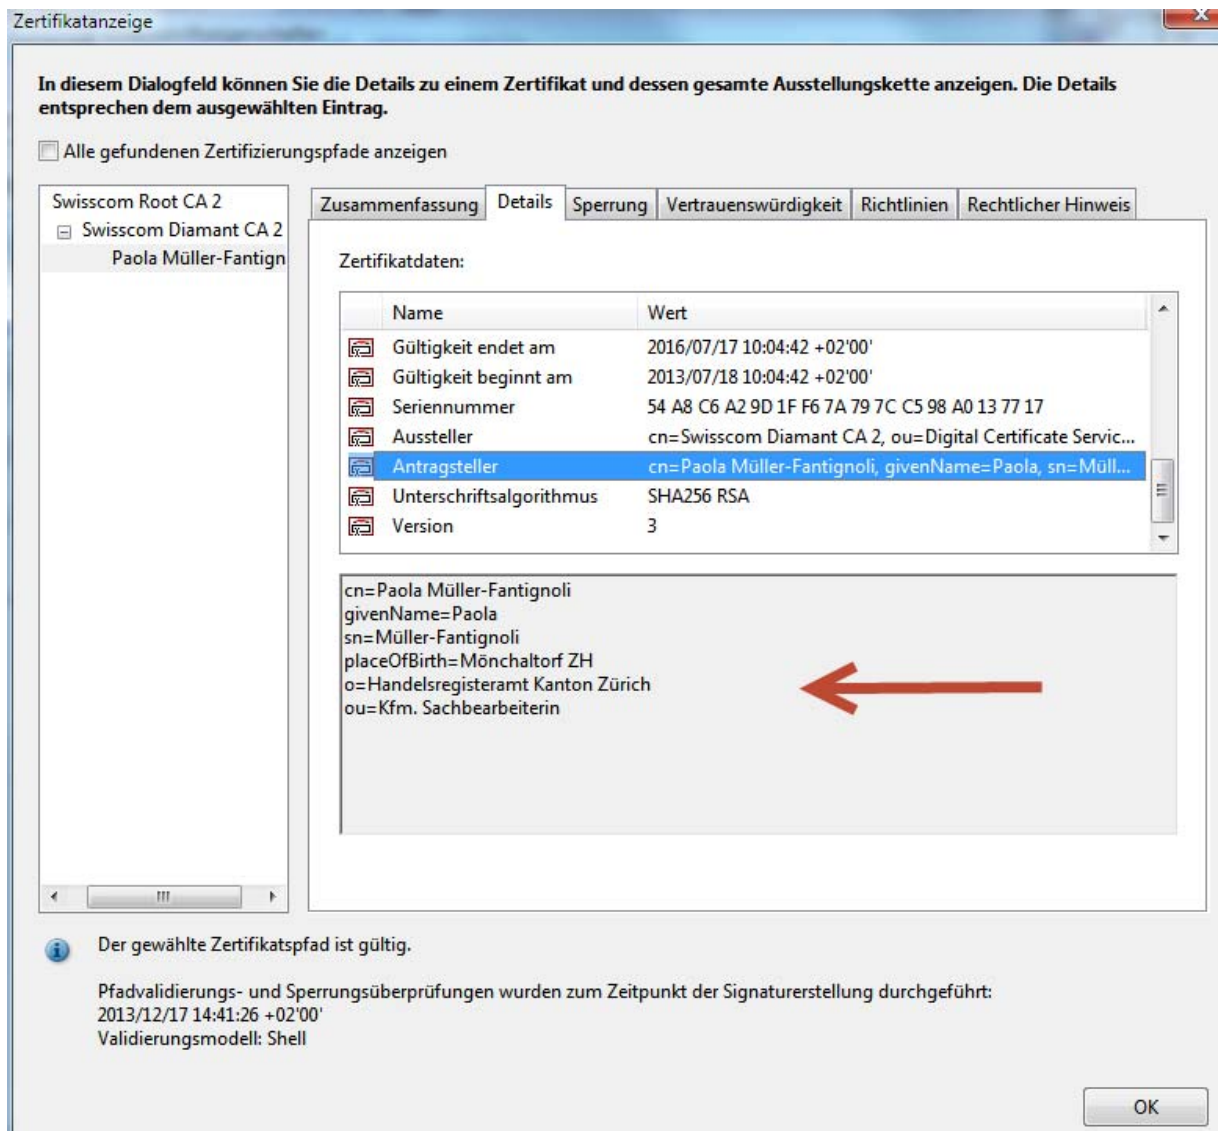 Zertifikatanzeige
In diesem Dialogfeld können Sie die Details zu einem Zertifikat und dessen gesamte Ausstellungskette anzeigen. Die Details
entsprechen dem ausgewählten Eintrag.
Alle gefundenen Zertifizierungspfade anzeigen
Swisscom Root CA 2
Swisscom Diamant CA 2
Paola Müller-Fantign
Zusammenfassung Details Sperrung Vertrauenswürdigkeit Richtlinien Rechtlicher Hinweis
Zertifikatdaten:
Name Wert
Gültigkeit endet am 2016/07/17 10:04:42 +02'00'
Gültigkeit beginnt am 2013/07/18 10:04:42 +02'00'
Seriennummer 54 A8 C6 A2 9D 1F F6 7A 79 7C C5 98 A0 13 77 17
Aussteller cn=Swisscom Diamant CA 2, ou=Digital Certificate Servic...
Antragsteller cn=Paola Müller-Fantignoli, givenName=Paola, sn=Müll...
Unterschriftsalgorithmus SHA256 RSA
Version 3
cn=Paola Müller-Fantignoli
givenName=Paola
sn=Müller-Fantignoli
placeOfBirth=Mönchaltorf ZH
o=Handelsregisteramt Kanton Zürich
ou=Kfm. Sachbearbeiterin
Der gewählte Zertifikatspfad ist gültig.
Pfadvalidierungs- und Sperrungsüberprüfungen wurden zum Zeitpunkt der Signaturerstellung durchgeführt:
2013/12/17 14:41:26 +02'00'
Validierungsmodell: Shell
OK